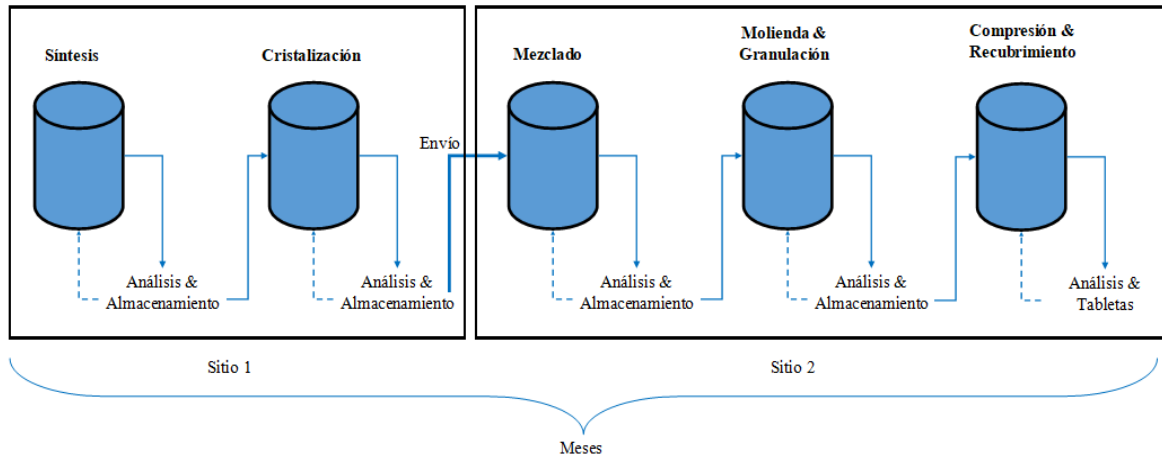 Síntesis
Cristalización
Mezclado
Molienda &
Granulación
Compresión &
Recubrimiento
Envío
Análisis &
Almacenamiento
Análisis &
Almacenamiento
Análisis &
Almacenamiento
Análisis &
Almacenamiento
Análisis &
Tabletas
Sitio 1
Sitio 2
Meses